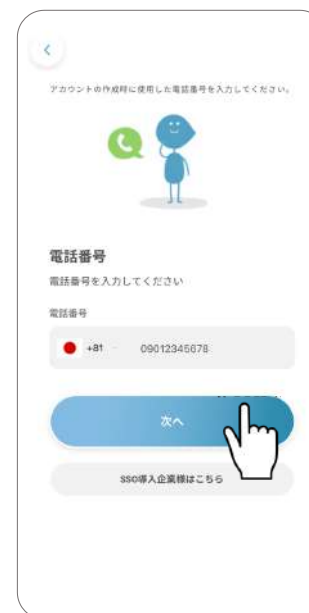 アカウントの作成時に使用した電話番号を入力してください。
電話番号
電話番号を入力してください
電話番号
+81 09012345678
次へ
SSO導入企業様はこちら